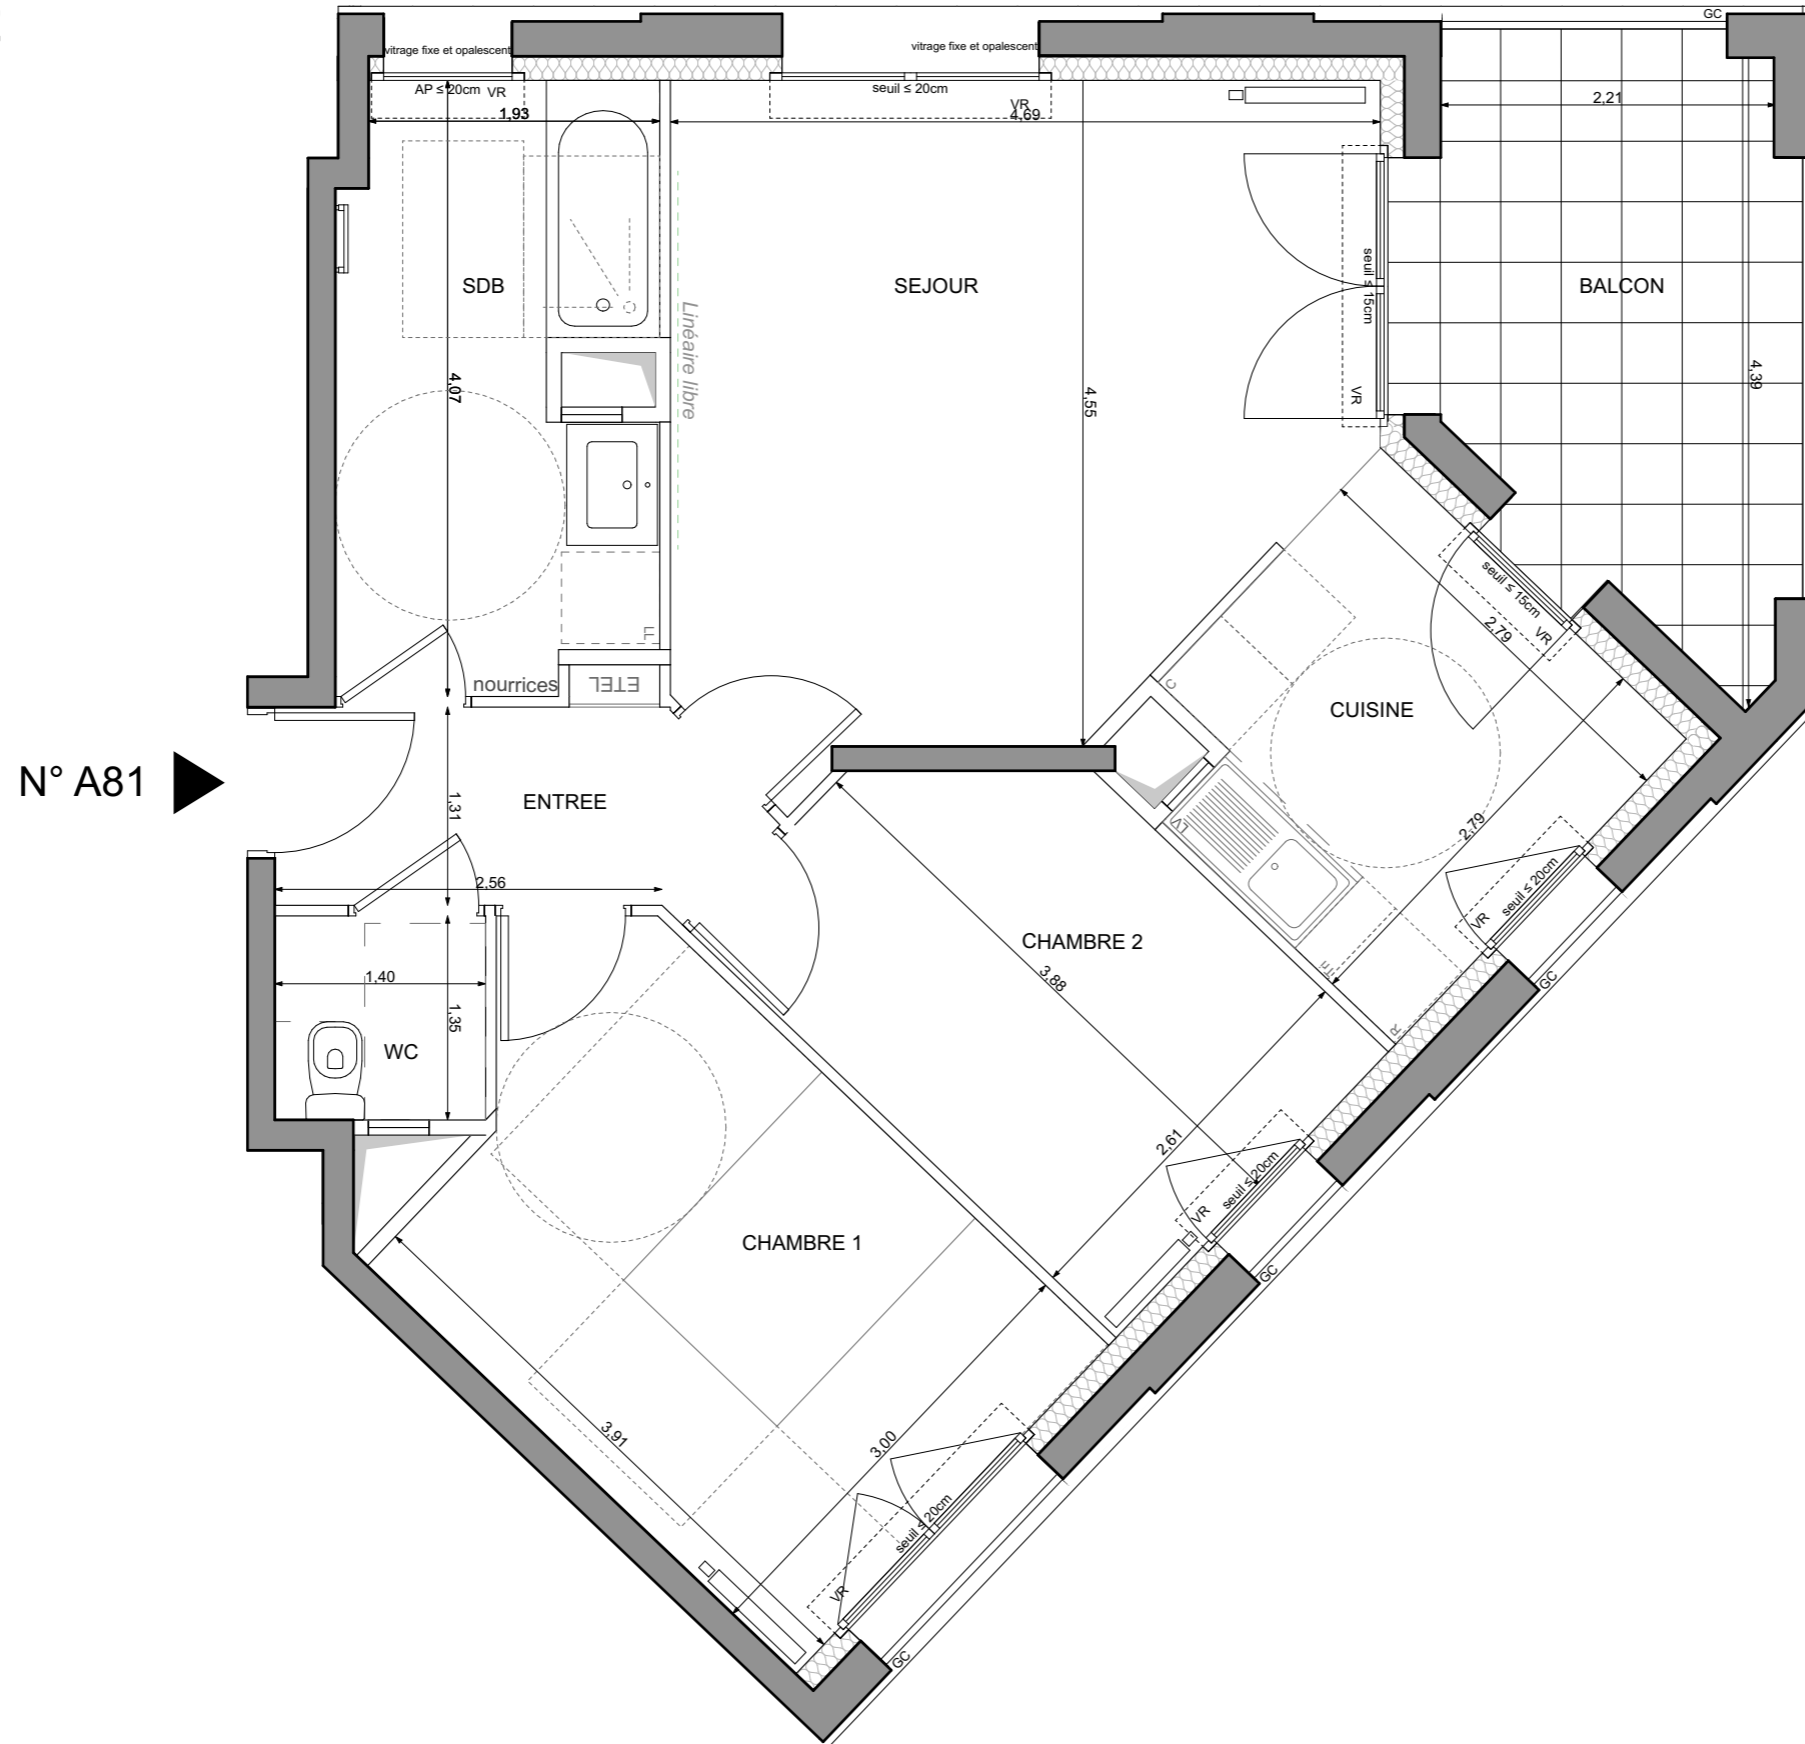 GC
vitrage fixe et opalescent
vitrage fixe et opalescent
AP ≤ 20cm
VR
seuil ≤ 20cm
VR
1,93
4,69
2,21
SDB
SEJOUR
BALCON
seuil ≤ 15cm
VR
Linéaire libre
4,07
4,55
4,39
seuil ≤ 15cm
VR
2,79
LL
nourrices
ETEL
C
CUISINE
N° A81
ENTREE
1,31
LV
2,79
seuil ≤ 20cm
VR
2,56
CHAMBRE 2
3,88
1,40
1,35
WC
R
GC
2,61
seuil ≤ 20cm
VR
CHAMBRE 1
GC
3,91
3,00
seuil ≤ 20cm
VR
GC